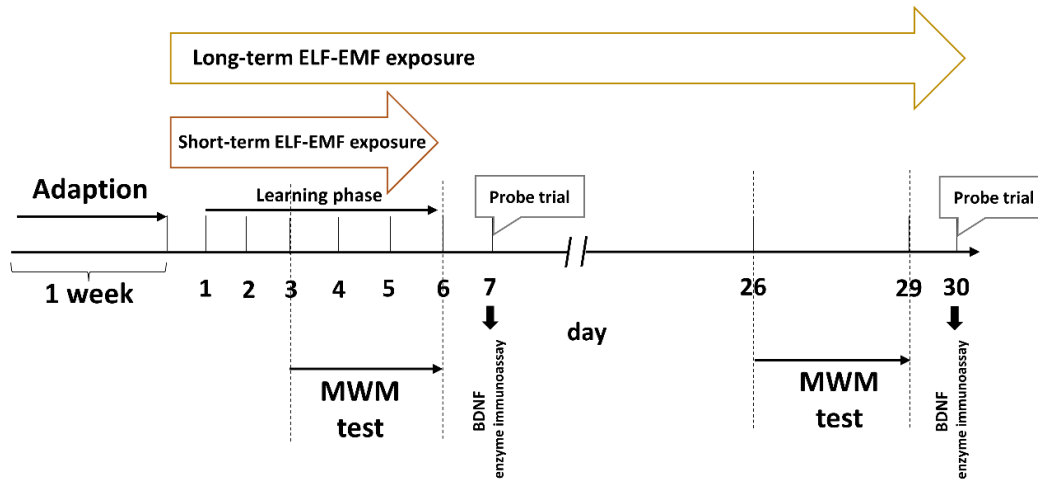 Long-term ELF-EMF exposure
Short-term ELF-EMF exposure
Adaption
Learning phase
Probe trial
Probe trial
1 week
1 2 3 4 5 6 7 26 29 30
day
MWM
test
MWM
test
BDNF
enzyme immunoassay
BDNF
enzyme immunoassay